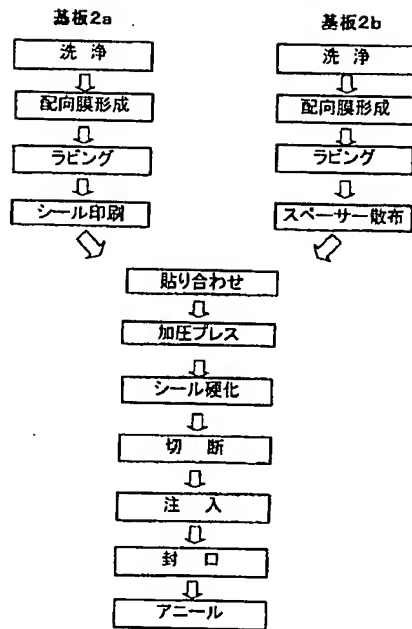 基板2a
洗浄
配向膜形成
ラビング
シール印刷
基板2b
洗浄
配向膜形成
ラビング
スペーサー散布
貼り合わせ
加圧プレス
シール硬化
切断
注入
封口
アニール